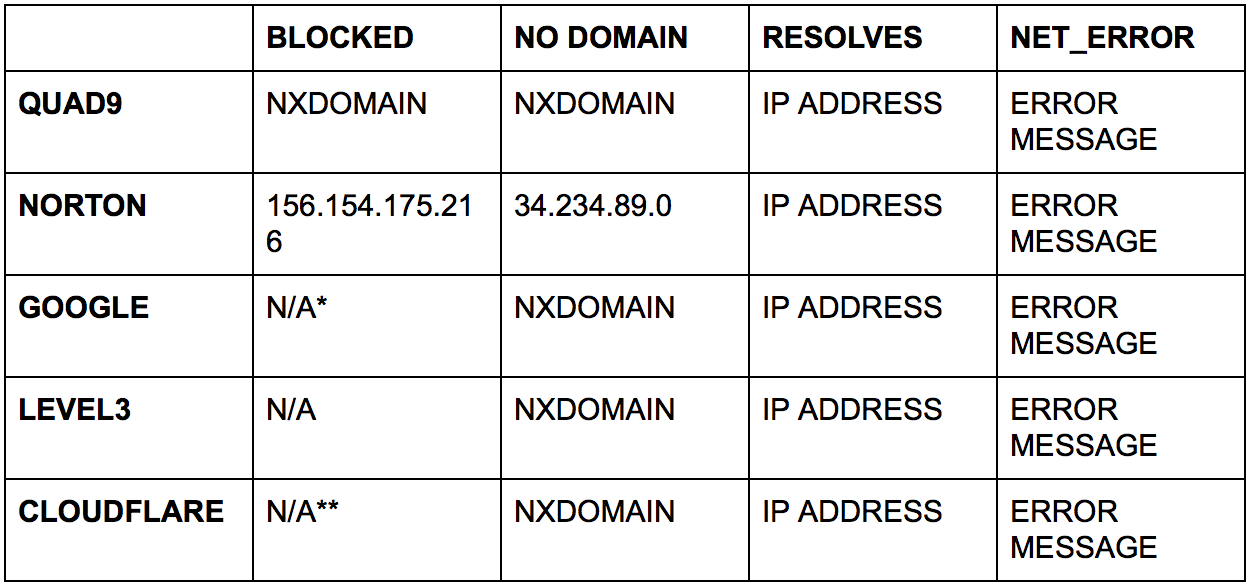 BLOCKED NO DOMAIN RESOLVES NET_ERROR
QUAD9 NXDOMAIN NXDOMAIN IP ADDRESS ERROR
MESSAGE
NORTON 156.154.175.21 34.234.89.0 IP ADDRESS ERROR
6 MESSAGE
GOOGLE N/A* NXDOMAIN IP ADDRESS ERROR
MESSAGE
LEVEL3 N/A NXDOMAIN IP ADDRESS ERROR
MESSAGE
CLOUDFLARE N/A** NXDOMAIN IP ADDRESS ERROR
MESSAGE